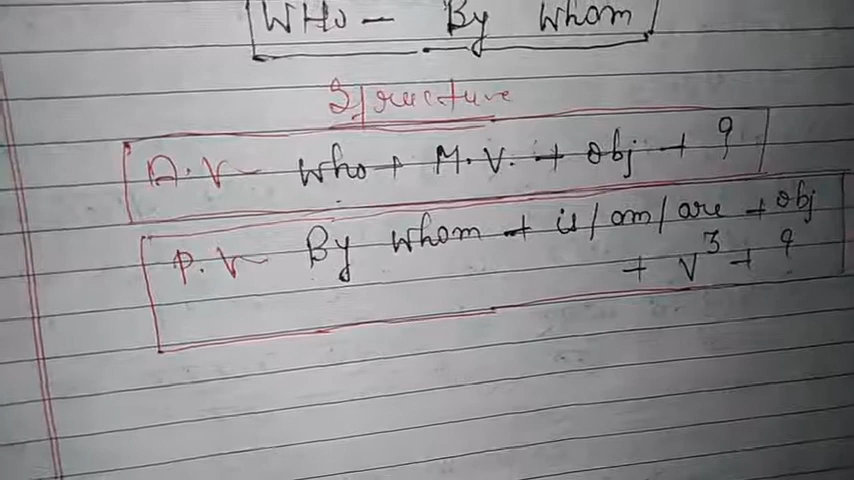 WHO - By whom
Structure
A.V - Who + M.V. + obj + ?
P.V - By whom + is/am/are + obj
+ V3 + ?